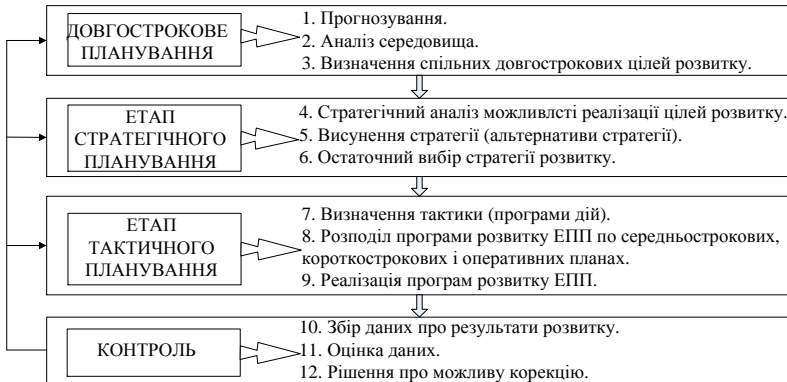 ДОВГОСТРОКОВЕ
ПЛАНУВАННЯ
1. Прогнозування.
2. Аналіз середовища.
3. Визначення спільних довгострокових цілей розвитку.
ЕТАП
СТРАТЕГІЧНОГО
ПЛАНУВАННЯ
4. Стратегічний аналіз можливлсті реалізації цілей розвитку.
5. Висунення стратегії (альтернативи стратегії).
6. Остаточний вибір стратегії розвитку.
ЕТАП
ТАКТИЧНОГО
ПЛАНУВАННЯ
7. Визначення тактики (програми дій).
8. Розподіл програми розвитку ЕПП по середньострокових,
короткострокових і оперативних планах.
9. Реалізація програм розвитку ЕПП.
КОНТРОЛЬ
10. Збір даних про результати розвитку.
11. Оцінка даних.
12. Рішення про можливу корекцію.